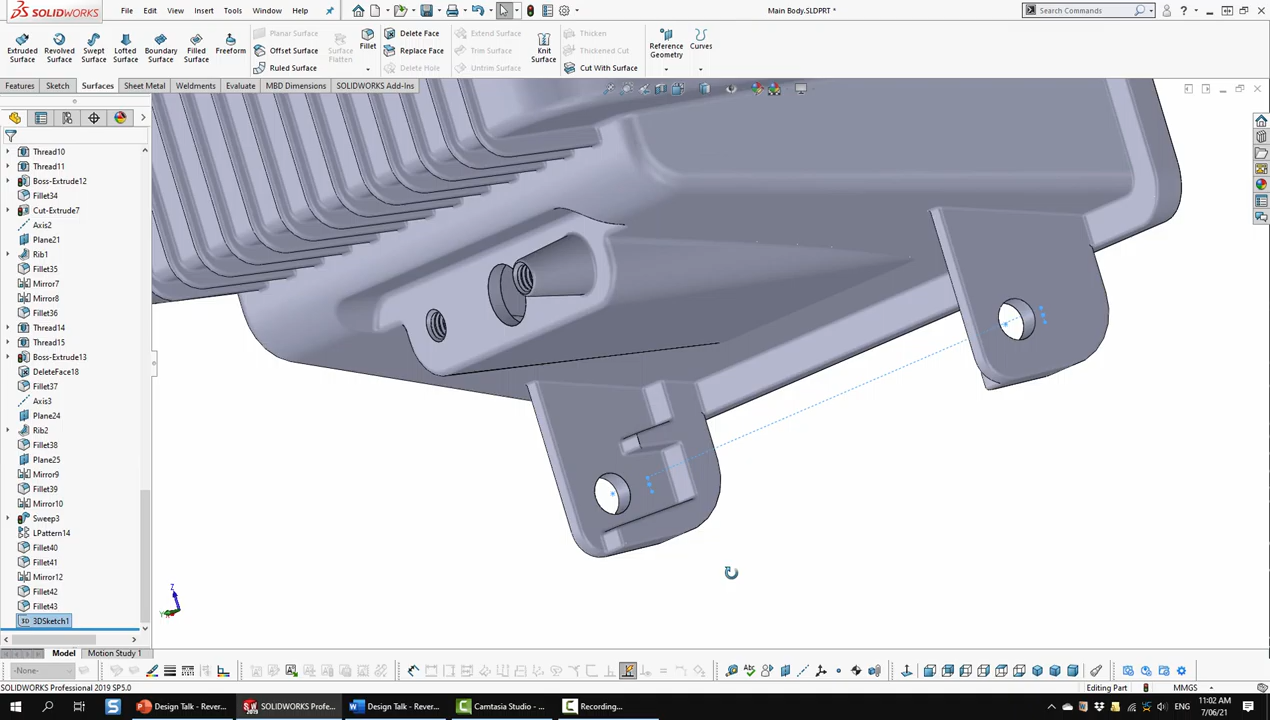 SOLIDWORKS
File
Edit
View
Insert
Tools
Window
Help
Main Body.SLDPRT *
Search Commands
Extruded Surface
Revolved Surface
Swept Surface
Lofted Surface
Boundary Surface
Filled Surface
Freeform
Planar Surface
Offset Surface
Ruled Surface
Surface Flatten
Fillet
Delete Face
Replace Face
Delete Hole
Extend Surface
Trim Surface
Untrim Surface
Knit Surface
Thicken
Thickened Cut
Cut With Surface
Reference Geometry
Curves
Features
Sketch
Surfaces
Sheet Metal
Weldments
Evaluate
MBD Dimensions
SOLIDWORKS Add-Ins
Thread10
Thread11
Boss-Extrude12
Fillet34
Cut-Extrude7
Axis2
Plane21
Rib1
Fillet35
Mirror7
Mirror8
Fillet36
Thread14
Thread15
Boss-Extrude13
DeleteFace18
Fillet37
Axis3
Plane24
Rib2
Fillet38
Plane25
Mirror9
Fillet39
Mirror10
Sweep3
LPattern14
Fillet40
Fillet41
Mirror12
Fillet42
Fillet43
3D 3DSketch1
Z
Y
Model
Motion Study 1
-None-
SOLIDWORKS Professional 2019 SP5.0
Editing Part
MMGS
Design Talk - Rever...
SOLIDWORKS Profe...
Design Talk - Rever...
Camtasia Studio - ...
Recording...
ENG
11:02 AM
7/06/21